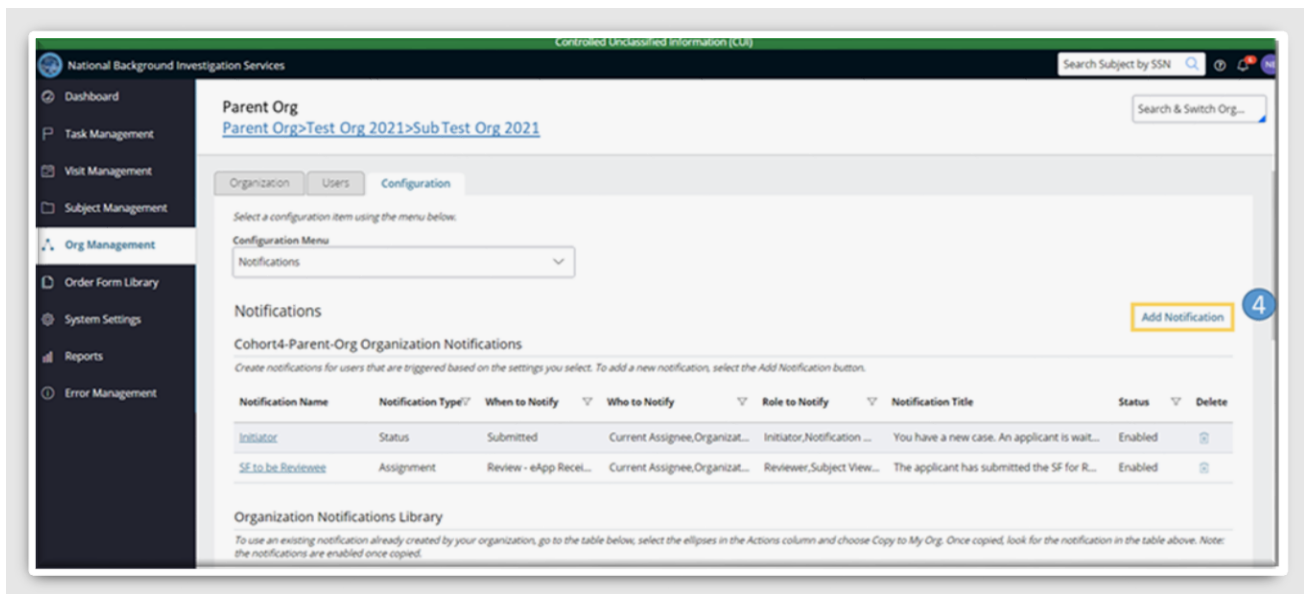 Controlled Unclassified Information (CUI)
National Background Investigation Services
Search Subject by SSN
Dashboard
Task Management
Visit Management
Subject Management
Org Management
Order Form Library
System Settings
Reports
Error Management
Parent Org
Parent Org>Test Org 2021>Sub Test Org 2021
Search & Switch Org...
Organization Users Configuration
Select a configuration item using the menu below.
Configuration Menu
Notifications
Notifications
Add Notification
4
Cohort4-Parent-Org Organization Notifications
Create notifications for users that are triggered based on the settings you select. To add a new notification, select the Add Notification button.
Notification Name Notification Type When to Notify Who to Notify Role to Notify Notification Title Status Delete
Initiator Status Submitted Current Assignee,Organizat... Initiator,Notification ... You have a new case. An applicant is wait... Enabled
SF to be Reviewee Assignment Review - eApp Recei... Current Assignee,Organizat... Reviewer,Subject View... The applicant has submitted the SF for R... Enabled
Organization Notifications Library
To use an existing notification already created by your organization, go to the table below, select the ellipses in the Actions column and choose Copy to My Org. Once copied, look for the notification in the table above. Note:
the notifications are enabled once copied.